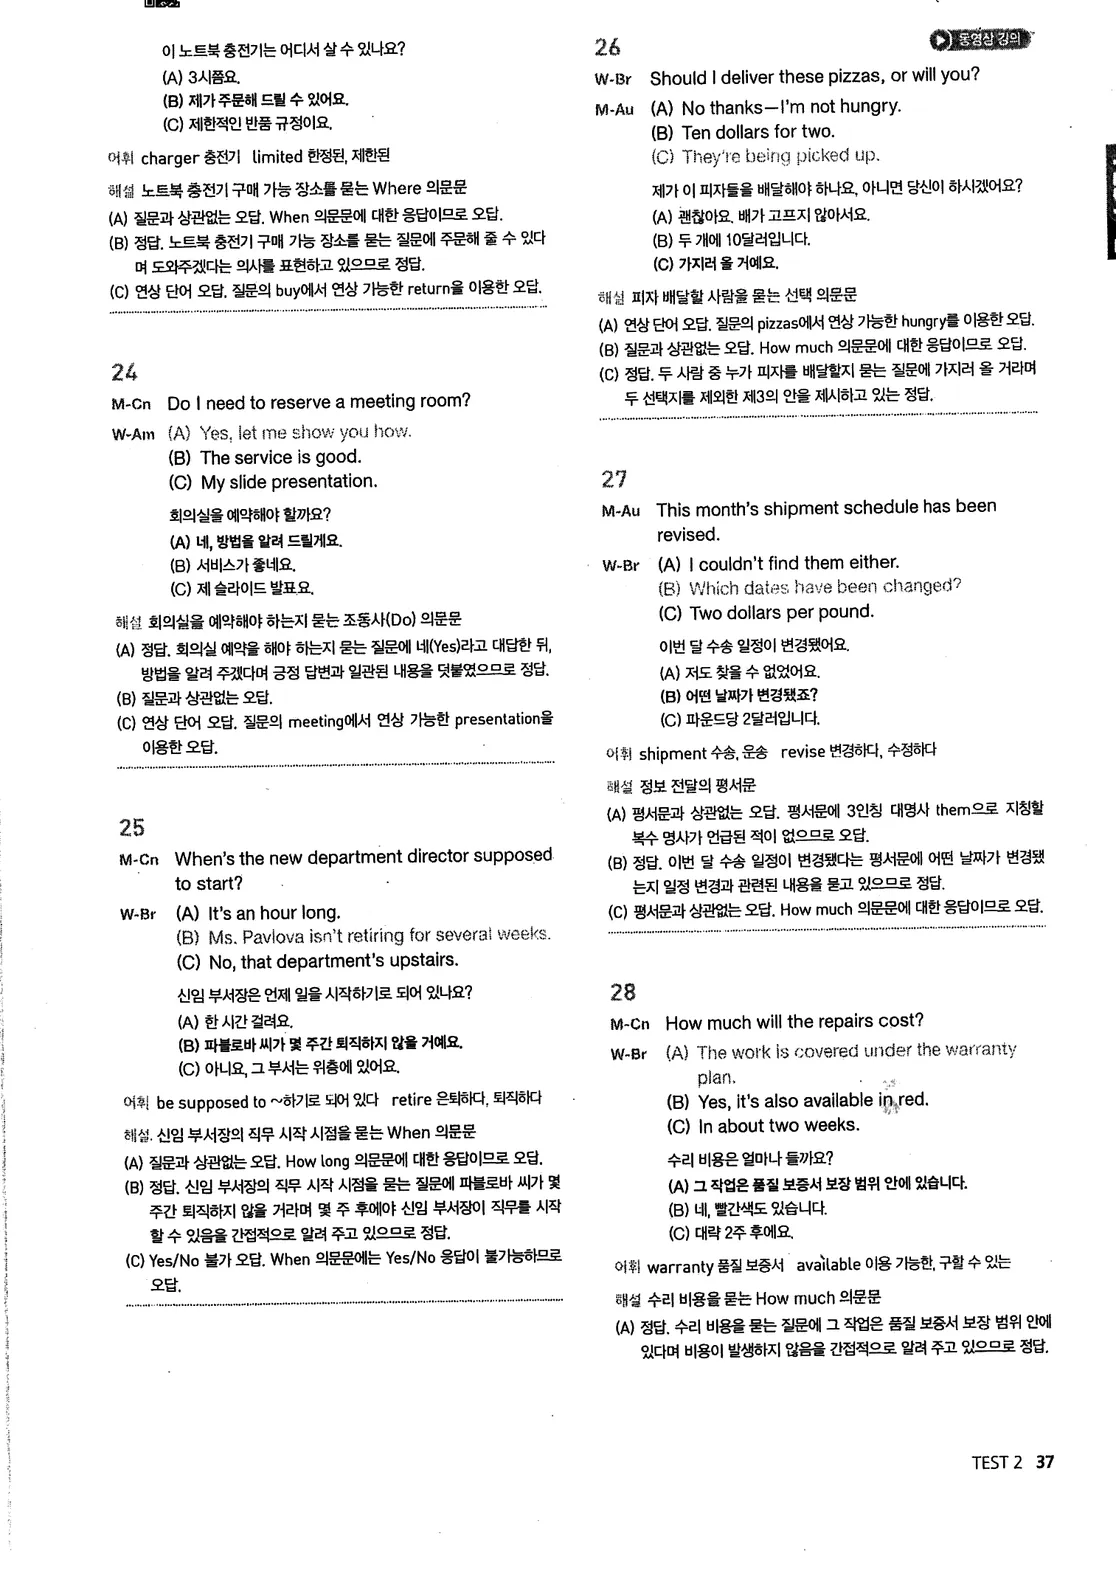 이 노트북 충전기는 어디서 살 수 있나요?
(A) 3시쯤요.
(B) 제가 주문해 드릴 수 있어요.
(C) 제한적인 반품 규정이요.
어휘 charger 충전기 limited 한정된, 제한된
해설 노트북 충전기 구매 가능 장소를 묻는 Where 의문문
(A) 질문과 상관없는 오답. When 의문문에 대한 응답이므로 오답.
(B) 정답. 노트북 충전기 구매 가능 장소를 묻는 질문에 주문해 줄 수 있다
며 도와주겠다는 의사를 표현하고 있으므로 정답.
(C) 연상 단어 오답. 질문의 buy에서 연상 가능한 return을 이용한 오답.
24
M-Cn Do I need to reserve a meeting room?
W-Am (A) Yes, let me show you how.
(B) The service is good.
(C) My slide presentation.
회의실을 예약해야 할까요?
(A) 네, 방법을 알려 드릴게요.
(B) 서비스가 좋네요.
(C) 제 슬라이드 발표요.
해설 회의실을 예약해야 하는지 묻는 조동사(Do) 의문문
(A) 정답. 회의실 예약을 해야 하는지 묻는 질문에 네(Yes)라고 대답한 뒤,
방법을 알려 주겠다며 긍정 답변과 일관된 내용을 덧붙였으므로 정답.
(B) 질문과 상관없는 오답.
(C) 연상 단어 오답. 질문의 meeting에서 연상 가능한 presentation을
이용한 오답.
25
M-Cn When's the new department director supposed
to start?
W-Br (A) It's an hour long.
(B) Ms. Pavlova isn't retiring for several weeks.
(C) No, that department's upstairs.
신임 부서장은 언제 일을 시작하기로 되어 있나요?
(A) 한 시간 걸려요.
(B) 파블로바 씨가 몇 주간 퇴직하지 않을 거예요.
(C) 아니요, 그 부서는 위층에 있어요.
어휘 be supposed to ~하기로 되어 있다 retire 은퇴하다, 퇴직하다
해설 신임 부서장의 직무 시작 시점을 묻는 When 의문문
(A) 질문과 상관없는 오답. How long 의문문에 대한 응답이므로 오답.
(B) 정답. 신임 부서장의 직무 시작 시점을 묻는 질문에 파블로바 씨가 몇
주간 퇴직하지 않을 거라며 몇 주 후에야 신임 부서장이 직무를 시작
할 수 있음을 간접적으로 알려 주고 있으므로 정답.
(C) Yes/No 불가 오답. When 의문문에는 Yes/No 응답이 불가능하므로
오답.
동영상 강의
26
W-Br Should I deliver these pizzas, or will you?
M-Au (A) No thanks—I'm not hungry.
(B) Ten dollars for two.
(C) They're being picked up.
제가 이 피자들을 배달해야 하나요, 아니면 당신이 하시겠어요?
(A) 괜찮아요. 배가 고프지 않아서요.
(B) 두 개에 10달러입니다.
(C) 가지러 올 거예요.
해설 피자 배달할 사람을 묻는 선택 의문문
(A) 연상 단어 오답. 질문의 pizzas에서 연상 가능한 hungry를 이용한 오답.
(B) 질문과 상관없는 오답. How much 의문문에 대한 응답이므로 오답.
(C) 정답. 두 사람 중 누가 피자를 배달할지 묻는 질문에 가지러 올 거라며
두 선택지를 제외한 제3의 안을 제시하고 있는 정답.
27
M-Au This month's shipment schedule has been
revised.
W-Br (A) I couldn't find them either.
(B) Which dates have been changed?
(C) Two dollars per pound.
이번 달 수송 일정이 변경됐어요.
(A) 저도 찾을 수 없었어요.
(B) 어떤 날짜가 변경됐죠?
(C) 파운드당 2달러입니다.
어휘 shipment 수송, 운송 revise 변경하다, 수정하다
해설 정보 전달의 평서문
(A) 평서문과 상관없는 오답. 평서문에 3인칭 대명사 them으로 지칭할
복수 명사가 언급된 적이 없으므로 오답.
(B) 정답. 이번 달 수송 일정이 변경됐다는 평서문에 어떤 날짜가 변경됐
는지 일정 변경과 관련된 내용을 묻고 있으므로 정답.
(C) 평서문과 상관없는 오답. How much 의문문에 대한 응답이므로 오답.
28
M-Cn How much will the repairs cost?
W-Br (A) The work is covered under the warranty
plan.
(B) Yes, it's also available in red.
(C) In about two weeks.
수리 비용은 얼마나 들까요?
(A) 그 작업은 품질 보증서 보장 범위 안에 있습니다.
(B) 네, 빨간색도 있습니다.
(C) 대략 2주 후에요.
어휘 warranty 품질 보증서 available 이용 가능한, 구할 수 있는
해설 수리 비용을 묻는 How much 의문문
(A) 정답. 수리 비용을 묻는 질문에 그 작업은 품질 보증서 보장 범위 안에
있다며 비용이 발생하지 않음을 간접적으로 알려 주고 있으므로 정답.
TEST 2 37